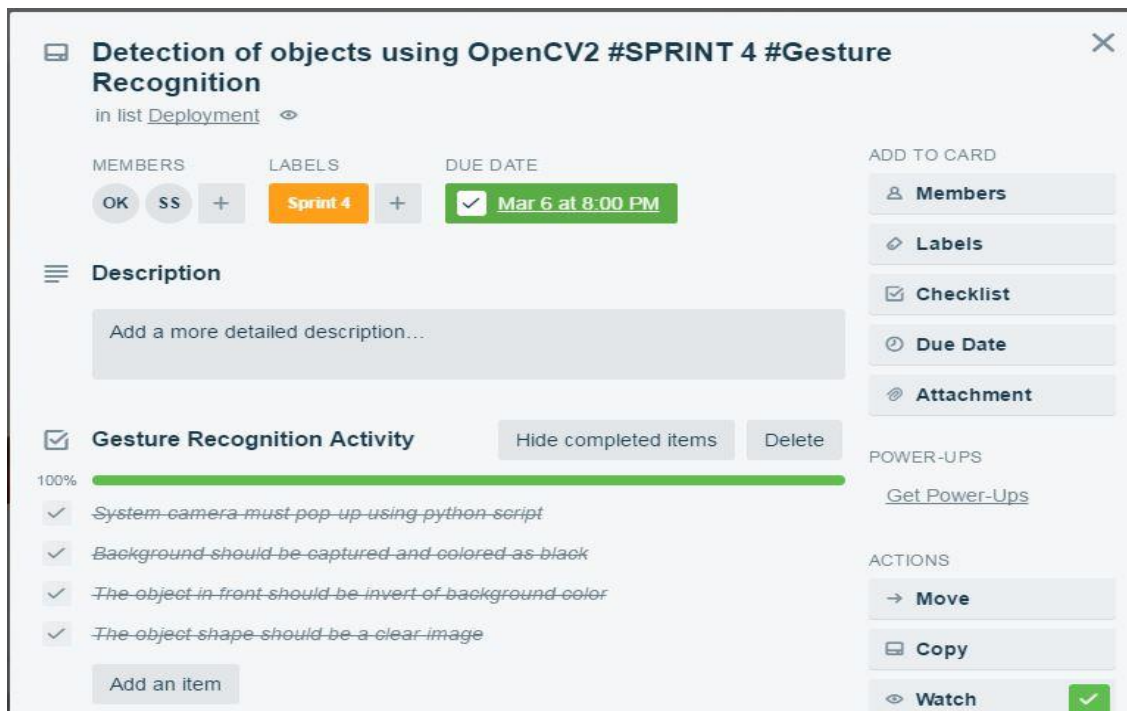 Detection of objects using OpenCV2 #SPRINT 4 #Gesture
Recognition
in list Deployment
MEMBERS LABELS DUE DATE
OK SS + Sprint 4 + Mar 6 at 8:00 PM
Description
Add a more detailed description…
Gesture Recognition Activity Hide completed items Delete
100%
System camera must pop up using python script
Background should be captured and colored as black
The object in front should be invert of background color
The object shape should be a clear image
Add an item
ADD TO CARD
Members
Labels
Checklist
Due Date
Attachment
POWER-UPS
Get Power-Ups
ACTIONS
Move
Copy
Watch